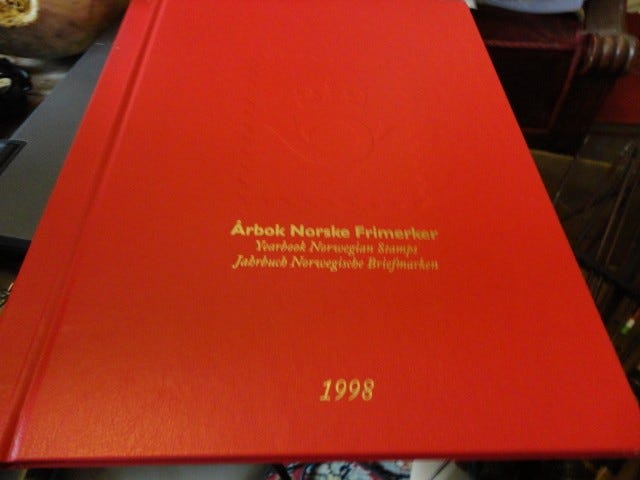 Årbok Norske Frimerker
Yearbook Norwegian Stamps
Jahrbuch Norwegische Briefmarken
1998